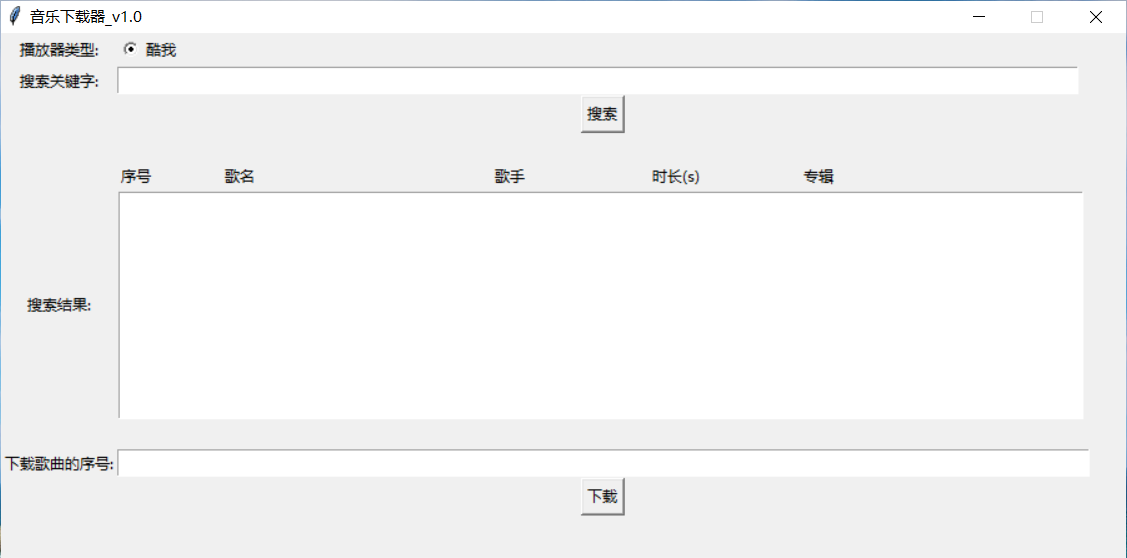 音乐下载器_v1.0
播放器类型: 酷我
搜索关键字:
搜索
序号 歌名 歌手 时长(s) 专辑
搜索结果:
下载歌曲的序号:
下载